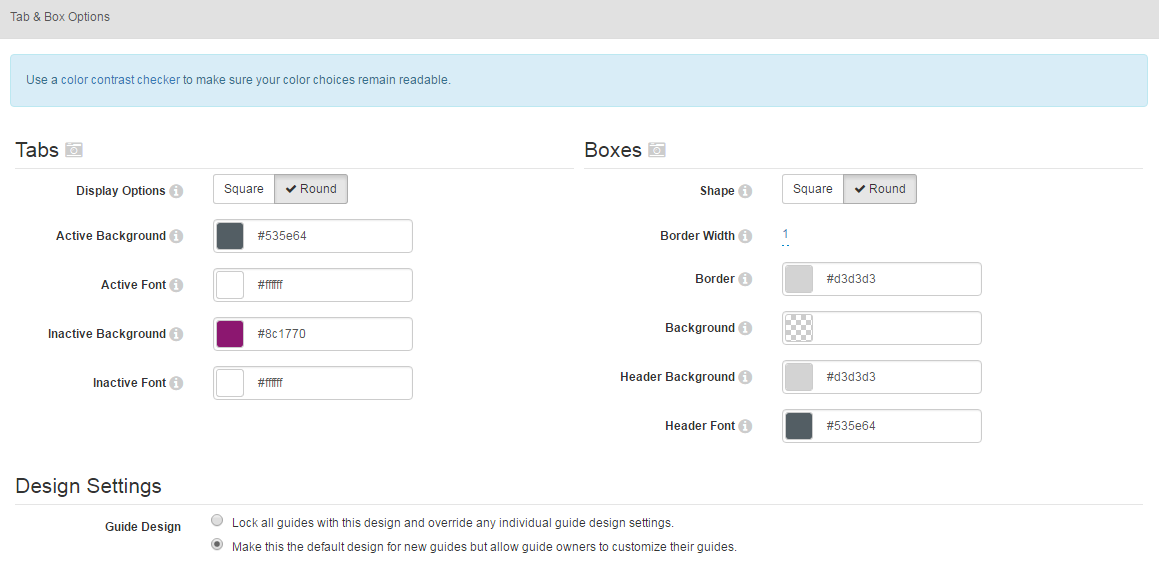 Tab & Box Options
Use a color contrast checker to make sure your color choices remain readable.
Tabs
Display Options
Square
Round
Active Background
#535e64
Active Font
#ffffff
Inactive Background
#8c1770
Inactive Font
#ffffff
Boxes
Shape
Square
Round
Border Width
1
Border
#d3d3d3
Background
Header Background
#d3d3d3
Header Font
#535e64
Design Settings
Guide Design
Lock all guides with this design and override any individual guide design settings.
Make this the default design for new guides but allow guide owners to customize their guides.